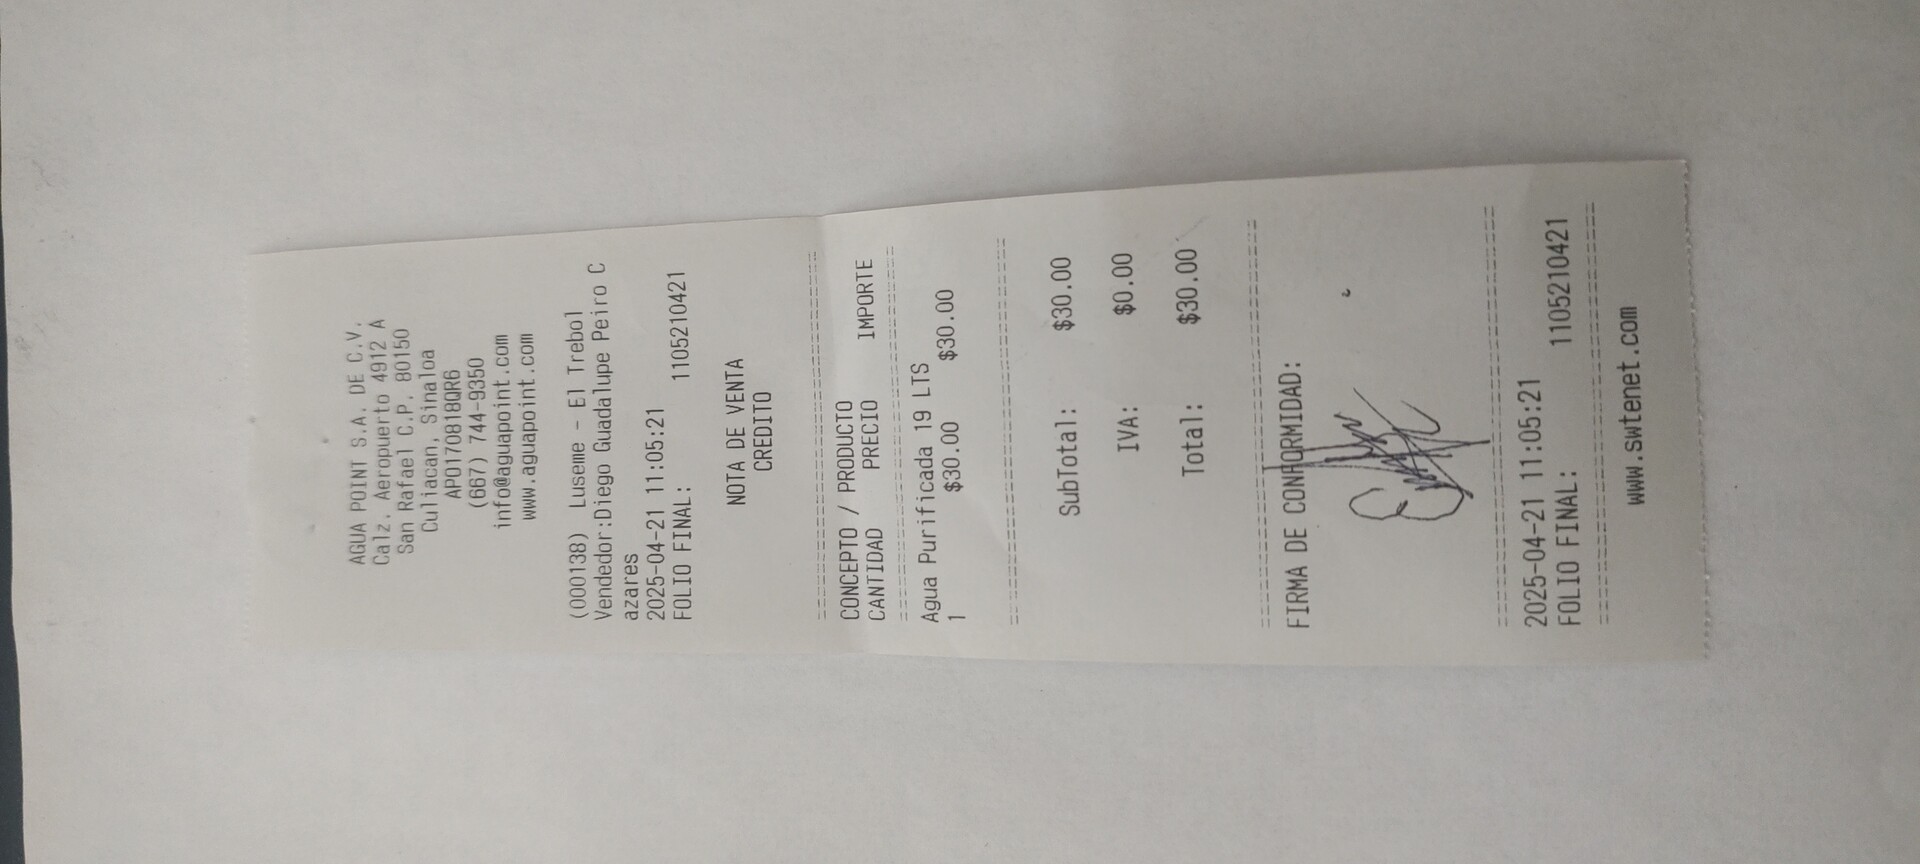 AGUA POINT S.A. DE C.V.
Calz. Aeropuerto 4912 A
San Rafael C.P. 80150
Culiacan, Sinaloa
APO170818QR6
(667) 744-9350
info@aguapoint.com
www.aguapoint.com
(000138) Luseme - El Trebol
Vendedor:Diego Guadalupe Peiro C
azares
2025-04-21 11:05:21
FOLIO FINAL: 1105210421
NOTA DE VENTA
CREDITO
CONCEPTO / PRODUCTO
CANTIDAD PRECIO IMPORTE
Agua Purificada 19 LTS
1 $30.00 $30.00
SubTotal: $30.00
IVA: $0.00
Total: $30.00
FIRMA DE CONFORMIDAD:
2025-04-21 11:05:21
FOLIO FINAL: 1105210421
www.swtenet.com